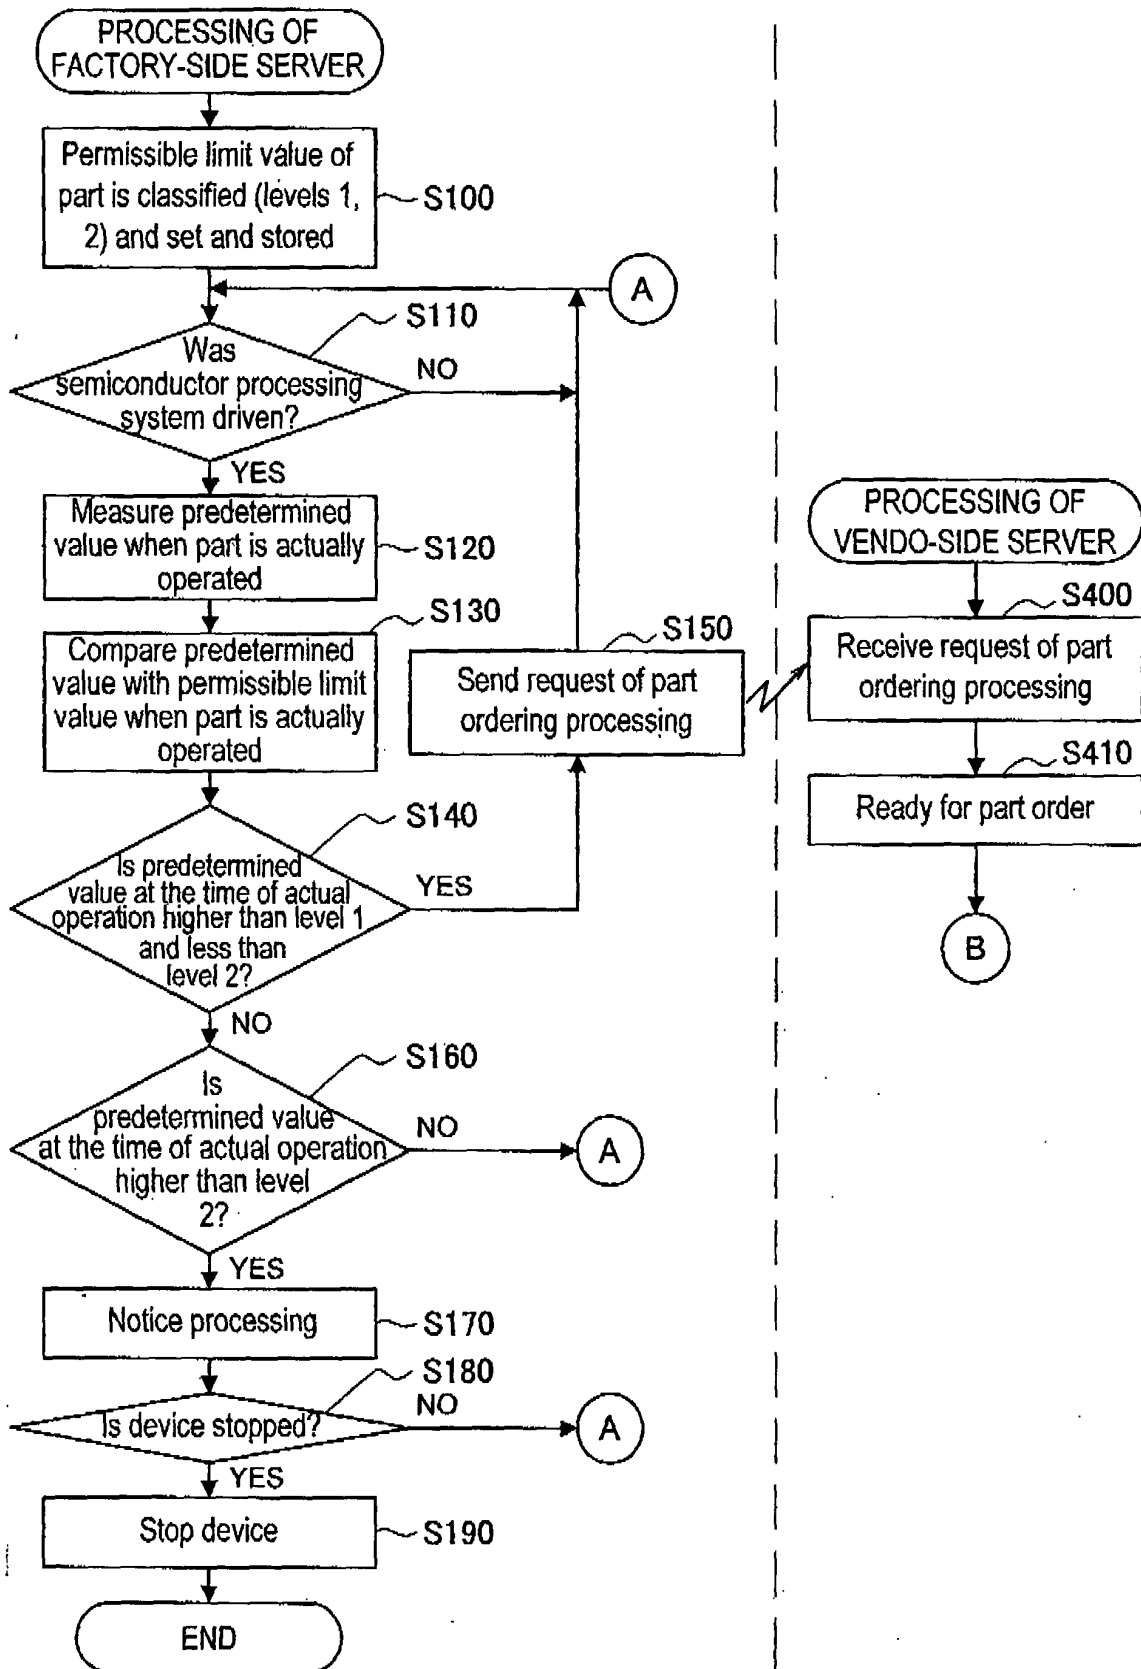 PROCESSING OF
FACTORY-SIDE SERVER
Permissible limit value of
part is classified (levels 1,
2) and set and stored
S100
A
S110
Was
semiconductor processing
system driven?
NO
YES
Measure predetermined
value when part is actually
operated
S120
S130
Compare predetermined
value with permissible limit
value when part is actually
operated
S150
Send request of part
ordering processing
S140
Is predetermined
value at the time of actual
operation higher than level 1
and less than
level 2?
YES
NO
S160
Is
predetermined value
at the time of actual operation
higher than level
2?
NO
A
YES
Notice processing
S170
S180
Is device stopped?
NO
A
YES
Stop device
S190
END
PROCESSING OF
VENDO-SIDE SERVER
S400
Receive request of part
ordering processing
S410
Ready for part order
B